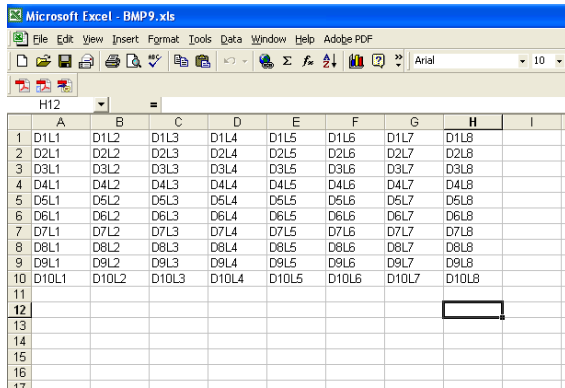 Microsoft Excel - BMP9.xls
File Edit View Insert Format Tools Data Window Help Adobe PDF
Arial 10
H12 =
A B C D E F G H I
1 D1L1 D1L2 D1L3 D1L4 D1L5 D1L6 D1L7 D1L8
2 D2L1 D2L2 D2L3 D2L4 D2L5 D2L6 D2L7 D2L8
3 D3L1 D3L2 D3L3 D3L4 D3L5 D3L6 D3L7 D3L8
4 D4L1 D4L2 D4L3 D4L4 D4L5 D4L6 D4L7 D4L8
5 D5L1 D5L2 D5L3 D5L4 D5L5 D5L6 D5L7 D5L8
6 D6L1 D6L2 D6L3 D6L4 D6L5 D6L6 D6L7 D6L8
7 D7L1 D7L2 D7L3 D7L4 D7L5 D7L6 D7L7 D7L8
8 D8L1 D8L2 D8L3 D8L4 D8L5 D8L6 D8L7 D8L8
9 D9L1 D9L2 D9L3 D9L4 D9L5 D9L6 D9L7 D9L8
10 D10L1 D10L2 D10L3 D10L4 D10L5 D10L6 D10L7 D10L8
11
12
13
14
15
16
17